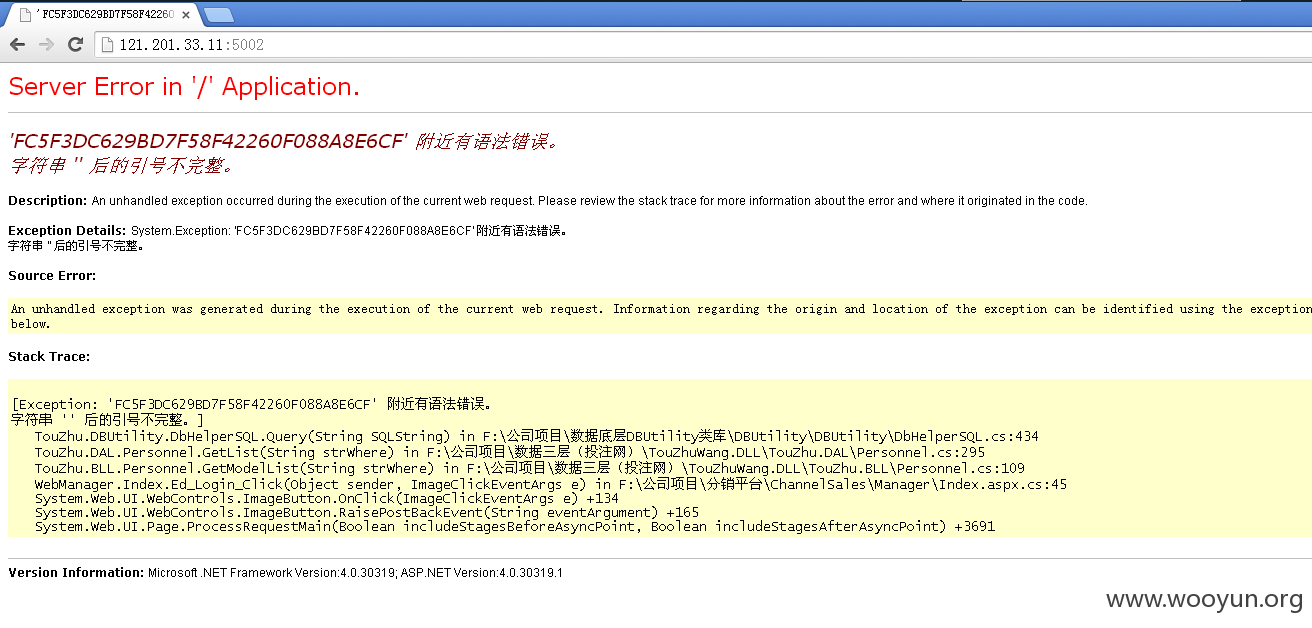 'FC5F3DC629BD7F58F42260
121.201.33.11:5002
Server Error in '/' Application.
'FC5F3DC629BD7F58F42260F088A8E6CF' 附近有语法错误。
字符串 '' 后的引号不完整。
Description: An unhandled exception occurred during the execution of the current web request. Please review the stack trace for more information about the error and where it originated in the code.
Exception Details: System.Exception: 'FC5F3DC629BD7F58F42260F088A8E6CF' 附近有语法错误。
字符串 '' 后的引号不完整。
Source Error:
An unhandled exception was generated during the execution of the current web request. Information regarding the origin and location of the exception can be identified using the exception
below.
Stack Trace:
[Exception: 'FC5F3DC629BD7F58F42260F088A8E6CF' 附近有语法错误。
字符串 '' 后的引号不完整。]
TouZhu.DBUtility.DbHelperSQL.Query(String SQLString) in F:\公司项目\数据底层DBUtility类库\DBUtility\DBUtility\DbHelperSQL.cs:434
TouZhu.DAL.Personnel.GetList(String strWhere) in F:\公司项目\数据三层（投注网）\TouZhuWang.DLL\TouZhu.DAL\Personnel.cs:295
TouZhu.BLL.Personnel.GetModelList(String strWhere) in F:\公司项目\数据三层（投注网）\TouZhuWang.DLL\TouZhu.BLL\Personnel.cs:109
WebManager.Index.Ed_Login_Click(Object sender, ImageClickEventArgs e) in F:\公司项目\分销平台\ChannelSales\Manager\Index.aspx.cs:45
System.Web.UI.WebControls.ImageButton.OnClick(ImageClickEventArgs e) +134
System.Web.UI.WebControls.ImageButton.RaisePostBackEvent(String eventArgument) +165
System.Web.UI.Page.ProcessRequestMain(Boolean includeStagesBeforeAsyncPoint, Boolean includeStagesAfterAsyncPoint) +3691
Version Information: Microsoft .NET Framework Version:4.0.30319; ASP.NET Version:4.0.30319.1
www.wooyun.org